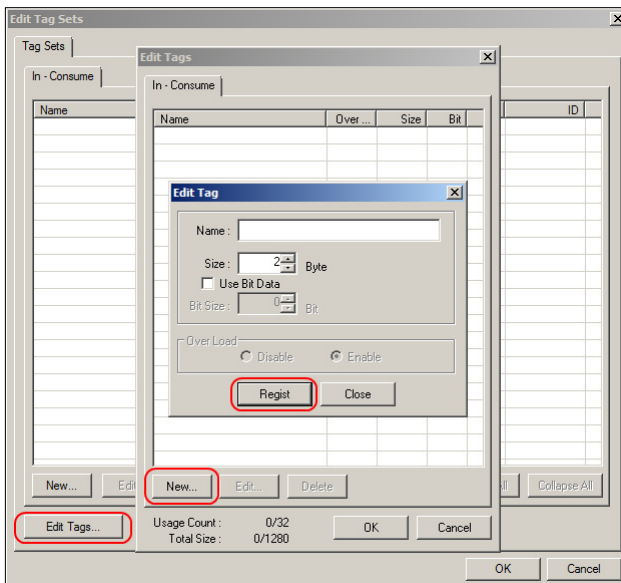 Edit Tag Sets
Tag Sets
In - Consume
Name
ID
Edit Tags
In - Consume
Name
Over ...
Size
Bit
Edit Tag
Name :
Size :
2
Byte
Use Bit Data
Bit Size :
0
Bit
Over Load
Disable
Enable
Regist
Close
New...
New...
Edit...
Delete
Collapse All
Edit Tags...
Usage Count :
0/32
Total Size :
0/1280
OK
Cancel
OK
Cancel